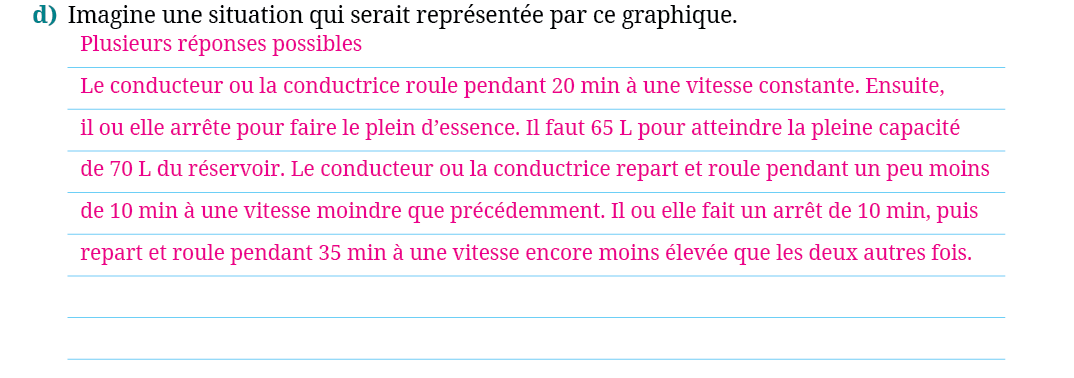 d) Imagine une situation qui serait représentée par ce graphique.
Plusieurs réponses possibles
Le conducteur ou la conductrice roule pendant 20 min à une vitesse constante. Ensuite,
il ou elle arrête pour faire le plein d’essence. Il faut 65 L pour atteindre la pleine capacité
de 70 L du réservoir. Le conducteur ou la conductrice repart et roule pendant un peu moins
de 10 min à une vitesse moindre que précédemment. Il ou elle fait un arrêt de 10 min, puis
repart et roule pendant 35 min à une vitesse encore moins élevée que les deux autres fois.